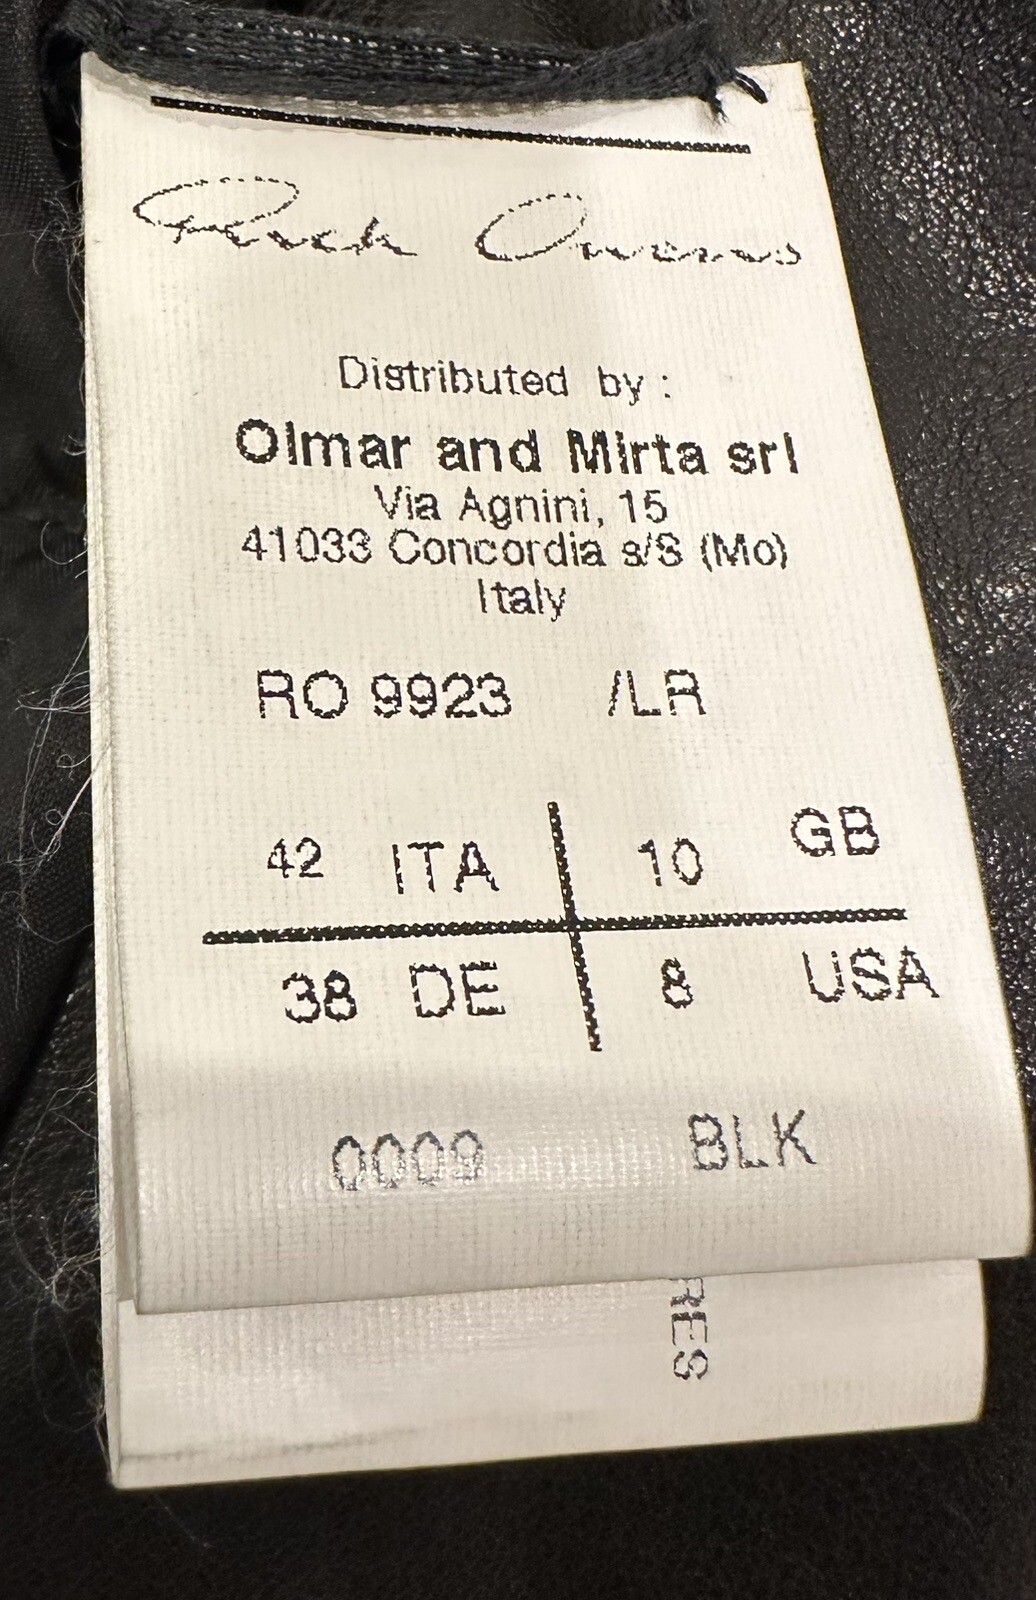 Rick Owens
Distributed by :
Olmar and Mirta srl
Via Agnini, 15
41033 Concordia s/S (Mo)
Italy
RO 9923 /LR
42 ITA 10 GB
38 DE 8 USA
0009 BLK
RES